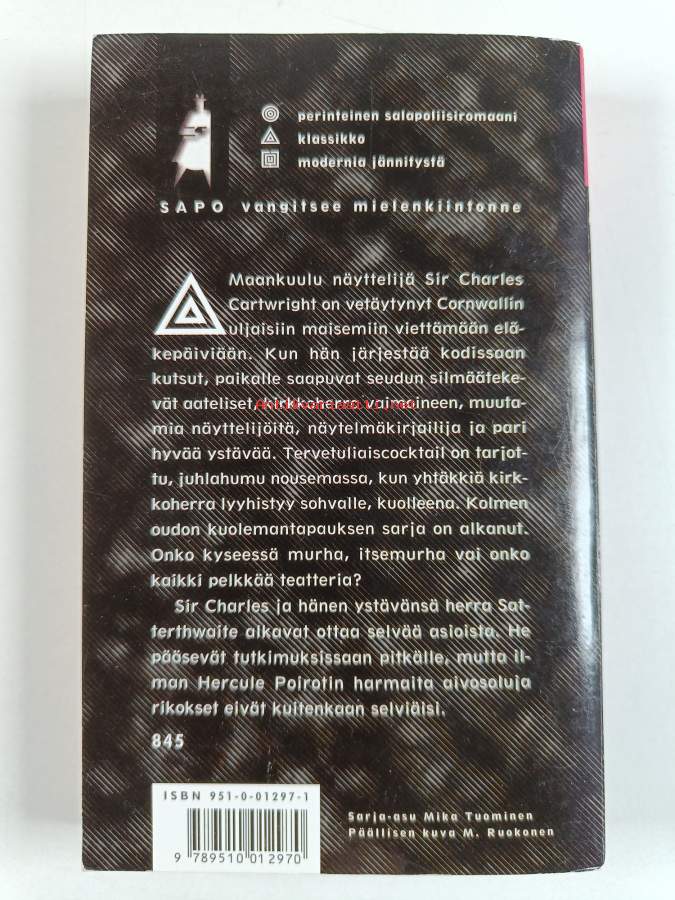 perinteinen salapoliisiromaani
klassikko
modernia jännitystä
SAPO vangitsee mielenkiintonne
Maankuulu näyttelijä Sir Charles
Cartwright on vetäytynyt Cornwallin
uljaisiin maisemiin viettämään elä-
kepäiviään. Kun hän järjestää kodissaan
kutsut, paikalle saapuvat seudun silmääteke-
vät aateliset, kirkkoherra vaimoineen, muuta-
mia näyttelijöitä, näytelmäkirjailija ja pari
hyvää ystävää. Tervetuliaiscocktail on tarjot-
tu, juhlahumu nousemassa, kun yhtäkkiä kirk-
koherra lyyhistyy sohvalle, kuolleena. Kolmen
oudon kuolemantapauksen sarja on alkanut.
Onko kyseessä murha, itsemurha vai onko
kaikki pelkkää teatteria?
Sir Charles ja hänen ystävänsä herra Sat-
terthwaite alkavat ottaa selvää asioista. He
pääsevät tutkimuksissaan pitkälle, mutta il-
man Hercule Poirotin harmaita aivosoluja
rikokset eivät kuitenkaan selviäisi.
845
ISBN 951-0-01297-1
9 789510 012970
Sarja-asu Mika Tuominen
Päällisen kuva M. Ruokonen